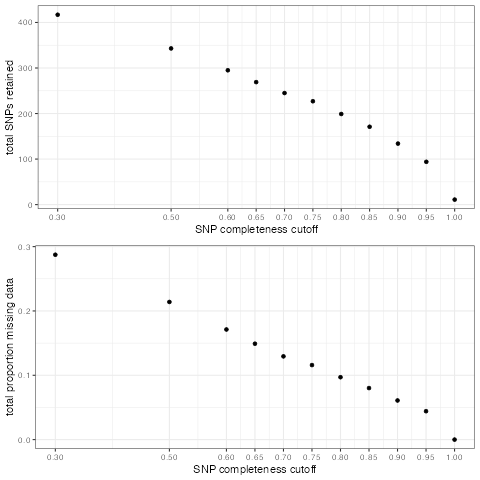 total SNPs retained
400
300
200
100
0
0.30 0.50 0.60 0.65 0.70 0.75 0.80 0.85 0.90 0.95 1.00
SNP completeness cutoff
total proportion missing data
0.3
0.2
0.1
0.0
0.30 0.50 0.60 0.65 0.70 0.75 0.80 0.85 0.90 0.95 1.00
SNP completeness cutoff